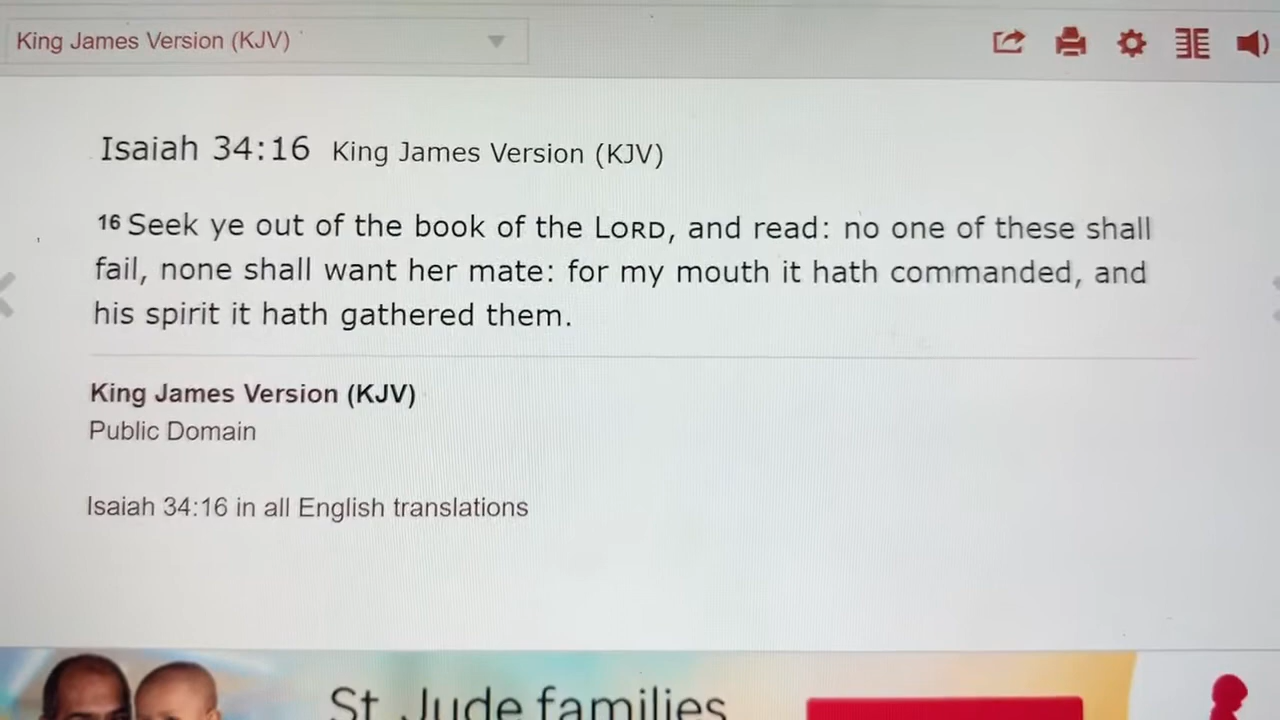 King James Version (KJV)
Isaiah 34:16 King James Version (KJV)
16 Seek ye out of the book of the LORD, and read: no one of these shall
fail, none shall want her mate: for my mouth it hath commanded, and
his spirit it hath gathered them.
King James Version (KJV)
Public Domain
Isaiah 34:16 in all English translations
St. Jude families